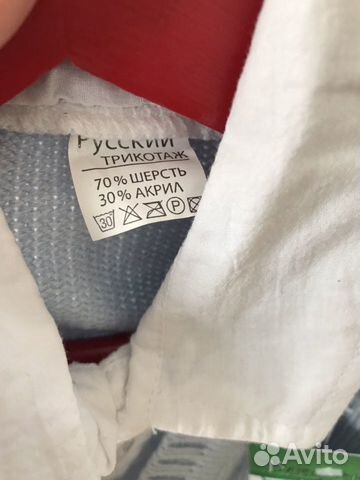 Русский
ТРИКОТАЖ
70% ШЕРСТЬ
30% АКРИЛ
30 P
Avito